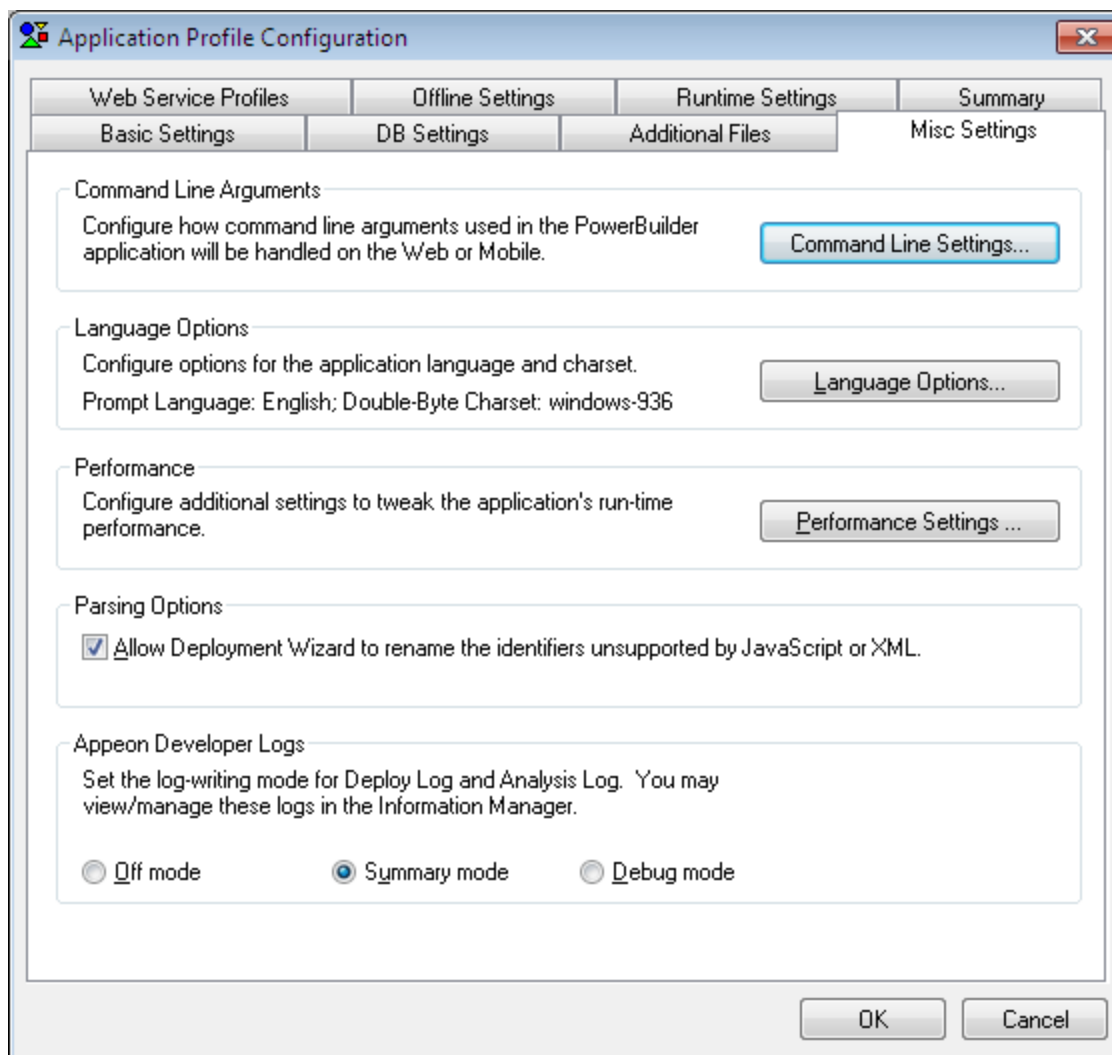 Application Profile Configuration
Web Service Profiles
Offline Settings
Runtime Settings
Summary
Basic Settings
DB Settings
Additional Files
Misc Settings
Command Line Arguments
Configure how command line arguments used in the PowerBuilder
application will be handled on the Web or Mobile.
Command Line Settings...
Language Options
Configure options for the application language and charset.
Prompt Language: English; Double-Byte Charset: windows-936
Language Options...
Performance
Configure additional settings to tweak the application's run-time
performance.
Performance Settings ...
Parsing Options
Allow Deployment Wizard to rename the identifiers unsupported by JavaScript or XML.
Appeon Developer Logs
Set the log-writing mode for Deploy Log and Analysis Log.  You may
view/manage these logs in the Information Manager.
Off mode
Summary mode
Debug mode
OK
Cancel